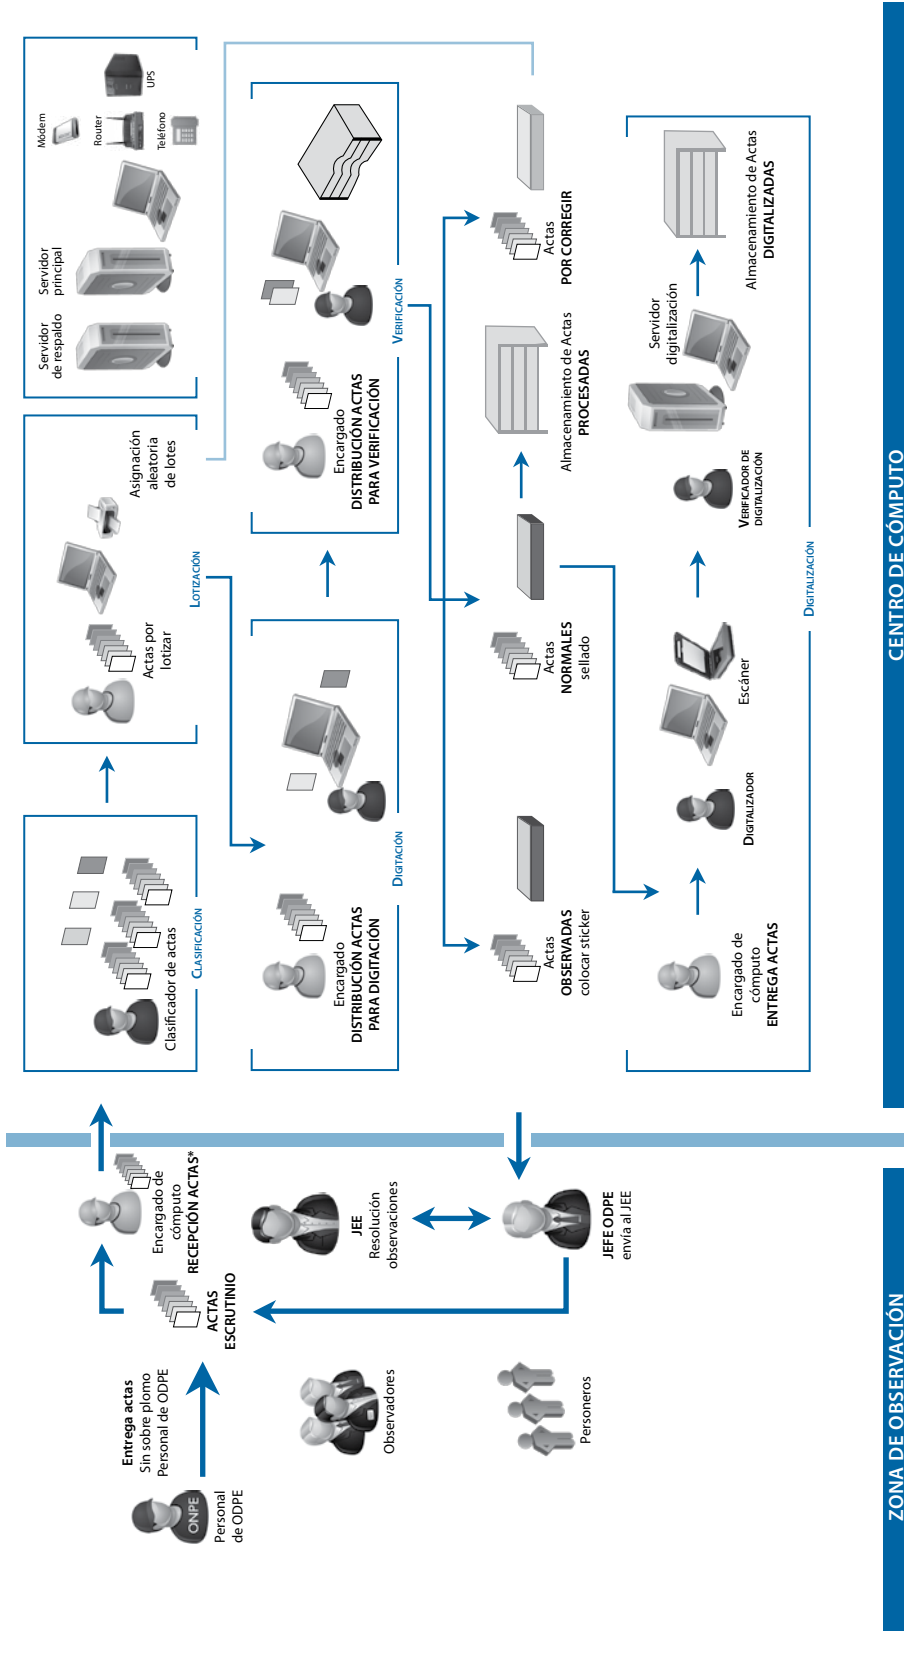 Entrega actas
Sin sobre plomo
Personal de ODPE
ONPE
Personal
de ODPE
ACTAS
ESCRUTINIO
Encargado de
cómputo
RECEPCIÓN ACTAS*
JEE
Resolución
observaciones
JEFE ODPE
envía al JEE
Observadores
Personeros
ZONA DE OBSERVACIÓN
Clasificador de actas
CLASIFICACIÓN
Actas por
lotizar
Asignación
aleatoria
de lotes
LOTIZACIÓN
Servidor
de respaldo
Servidor
principal
Módem
Router
Teléfono
UPS
Encargado
DISTRIBUCIÓN ACTAS
PARA DIGITACIÓN
DIGITACIÓN
Encargado
DISTRIBUCIÓN ACTAS
PARA VERIFICACIÓN
VERIFICACIÓN
Actas
OBSERVADAS
colocar sticker
Actas
NORMALES
sellado
Almacenamiento de Actas
PROCESADAS
Actas
POR CORREGIR
Encargado de
cómputo
ENTREGA ACTAS
DIGITALIZADOR
Escáner
VERIFICADOR DE
DIGITALIZACIÓN
Servidor
digitalización
Almacenamiento de Actas
DIGITALIZADAS
DIGITALIZACIÓN
CENTRO DE CÓMPUTO